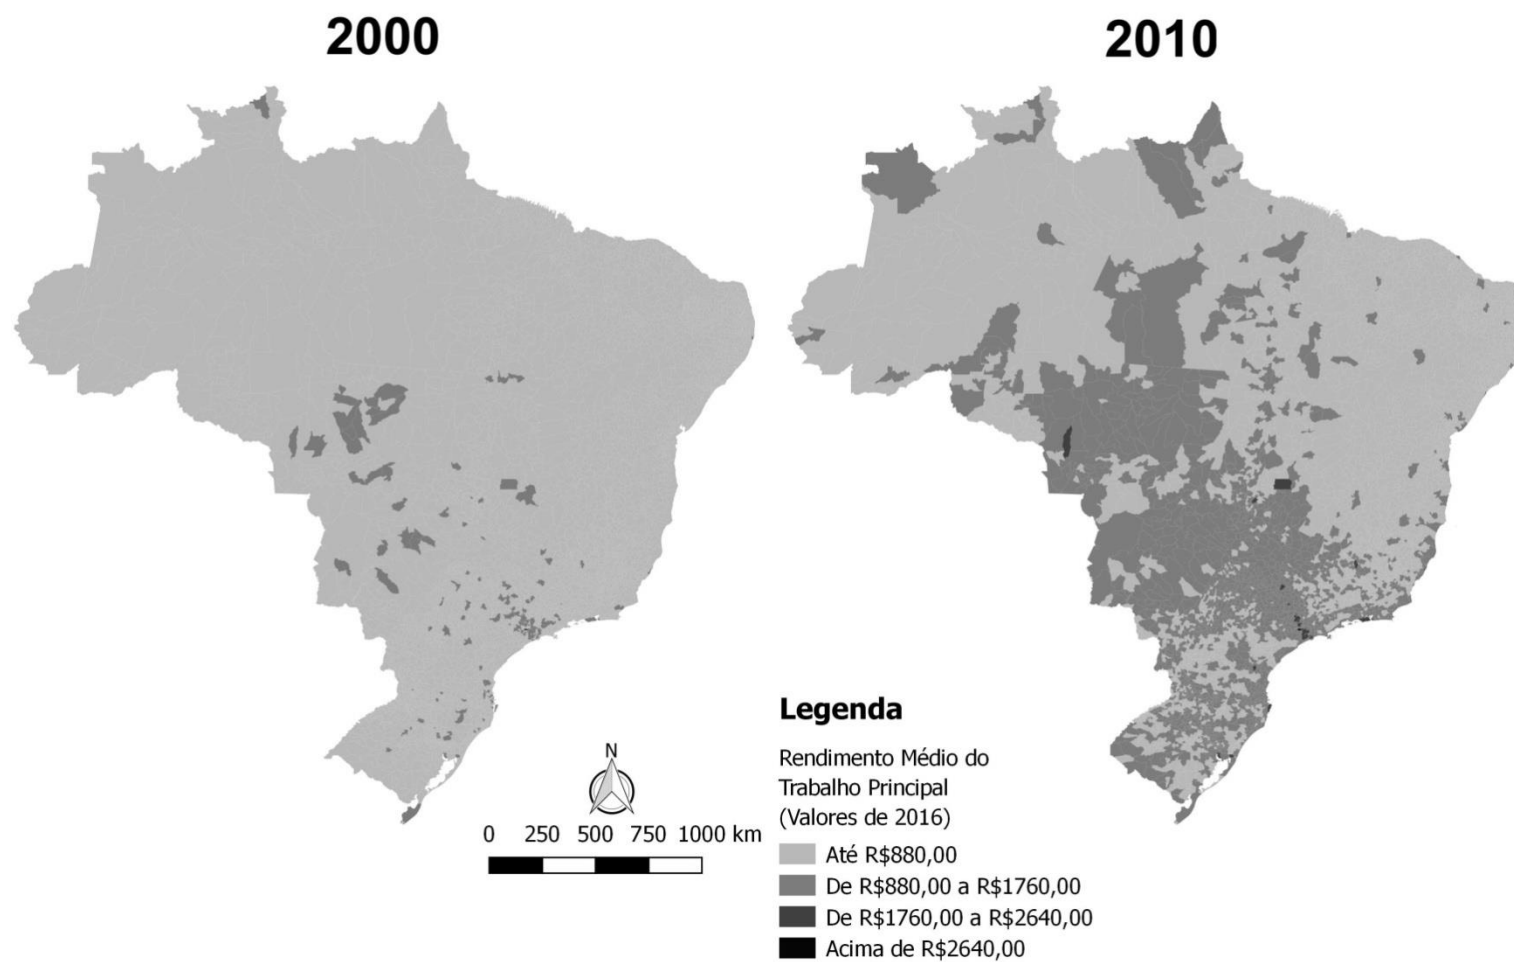 2000
2010
N
0 250 500 750 1000 km
Legenda
Rendimento Médio do
Trabalho Principal
(Valores de 2016)
Até R$880,00
De R$880,00 a R$1760,00
De R$1760,00 a R$2640,00
Acima de R$2640,00